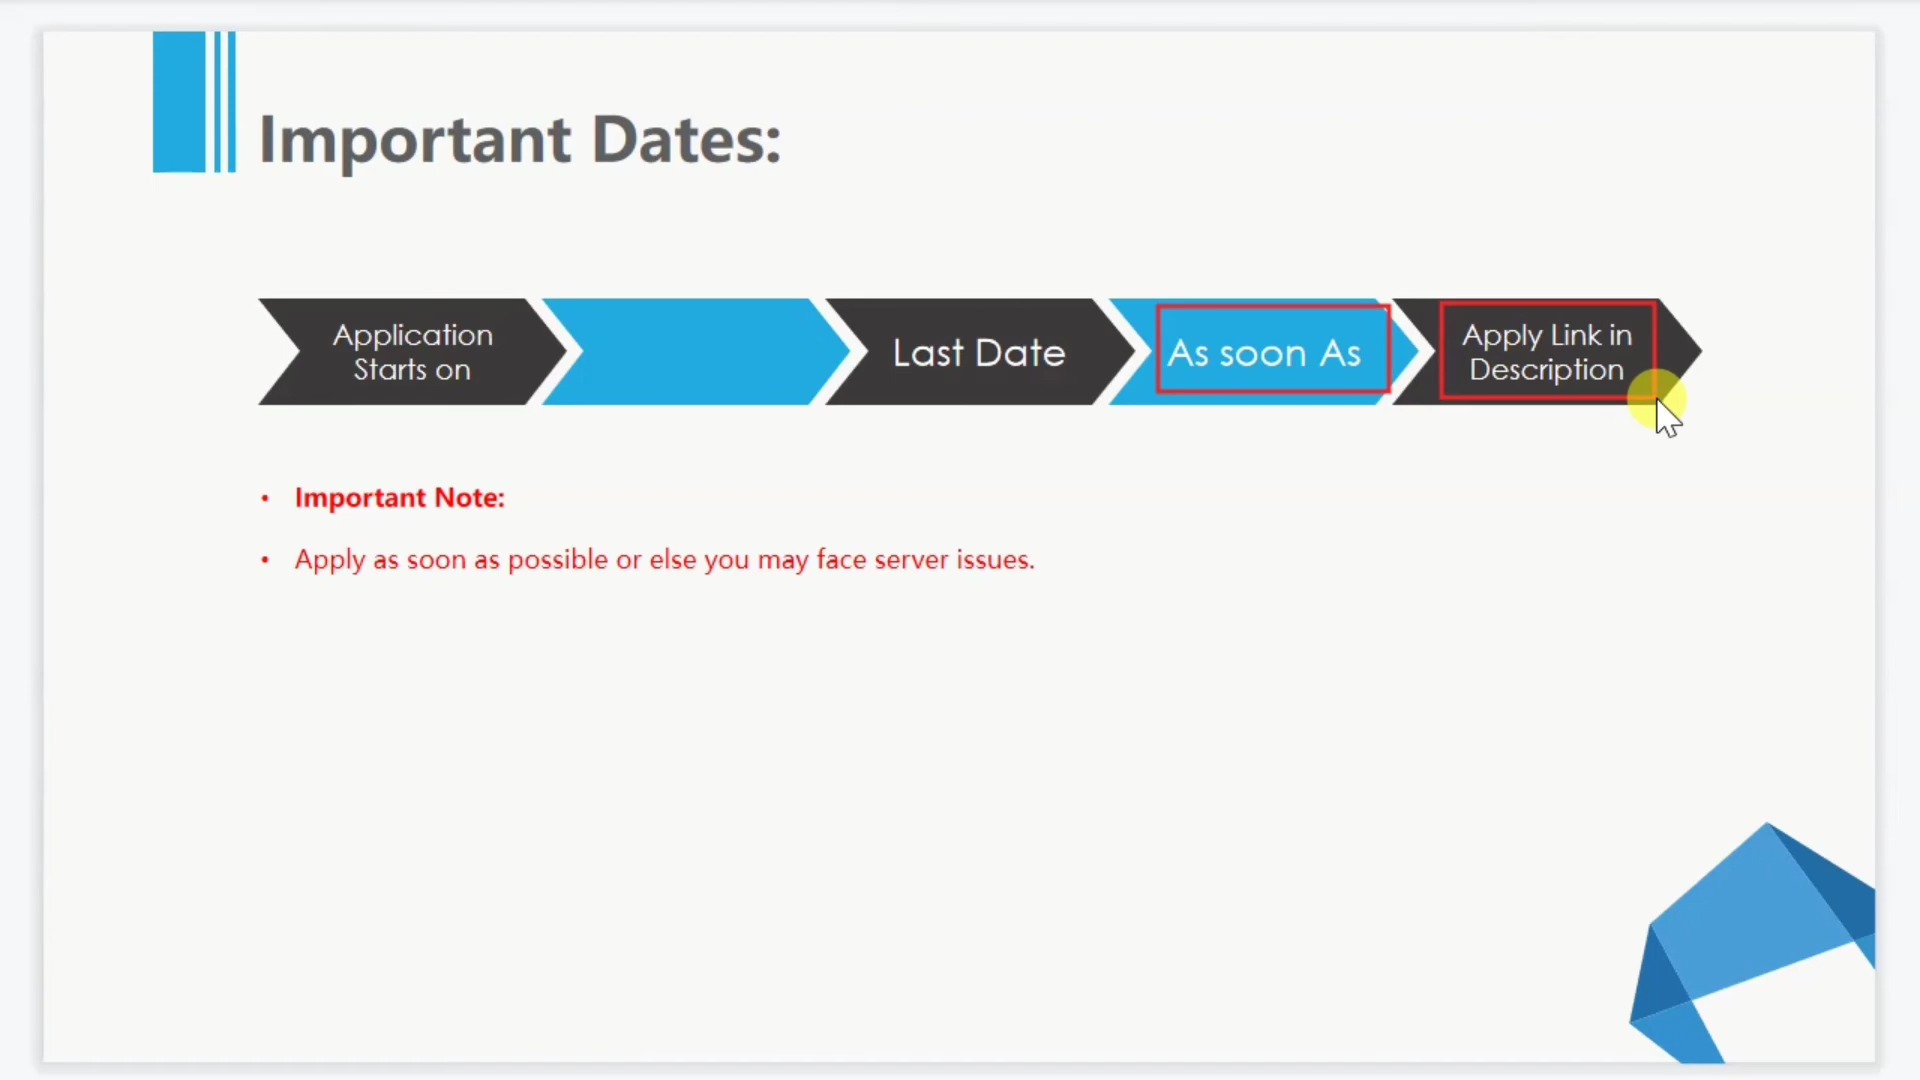 Important Dates:
Application
Starts on
Last Date
As soon As
Apply Link in
Description
• Important Note:
• Apply as soon as possible or else you may face server issues.